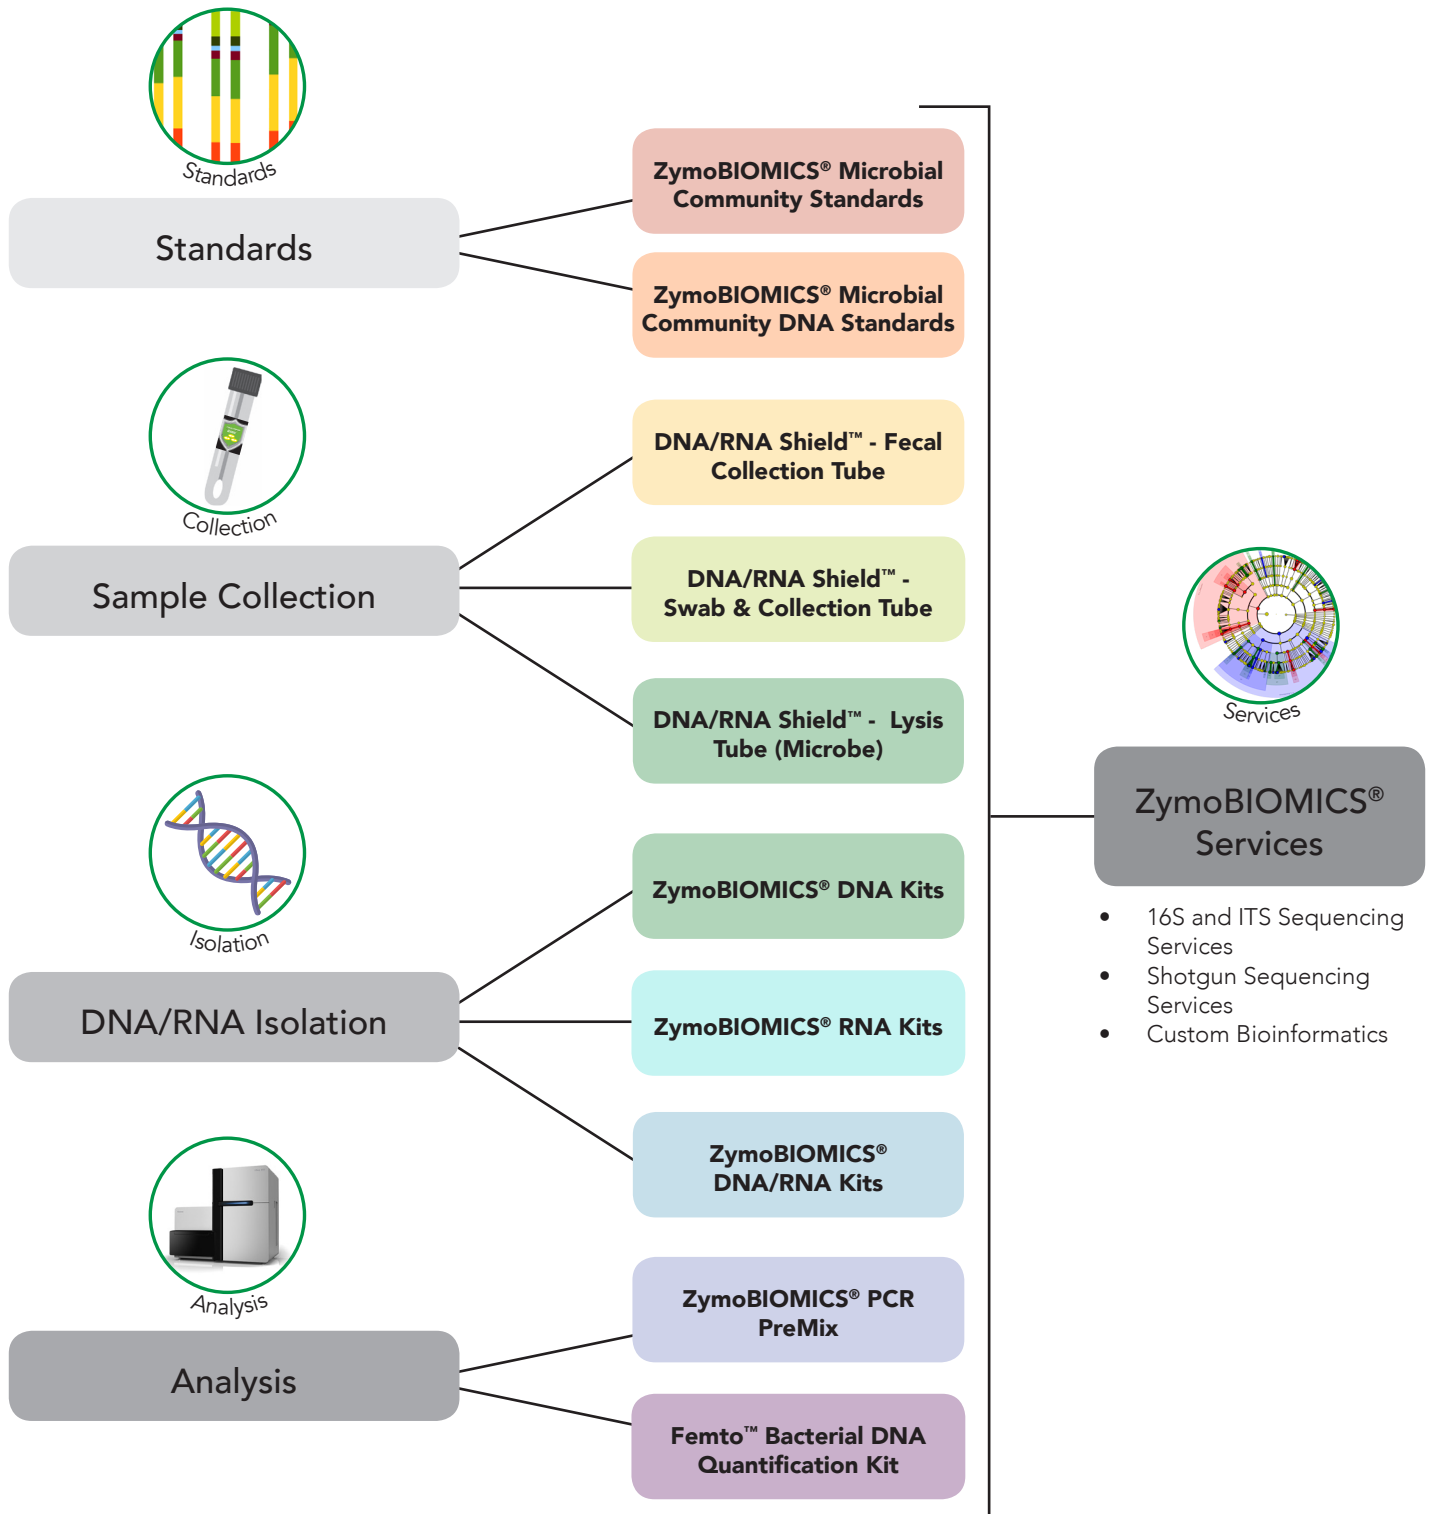 Standards
Standards
ZymoBIOMICS® Microbial
Community Standards
ZymoBIOMICS® Microbial
Community DNA Standards
Collection
Sample Collection
DNA/RNA Shield™ - Fecal
Collection Tube
DNA/RNA Shield™ -
Swab & Collection Tube
DNA/RNA Shield™ - Lysis
Tube (Microbe)
Isolation
DNA/RNA Isolation
ZymoBIOMICS® DNA Kits
ZymoBIOMICS® RNA Kits
ZymoBIOMICS®
DNA/RNA Kits
Analysis
Analysis
ZymoBIOMICS® PCR
PreMix
Femto™ Bacterial DNA
Quantification Kit
Services
ZymoBIOMICS®
Services
• 16S and ITS Sequencing
Services
• Shotgun Sequencing
Services
• Custom Bioinformatics